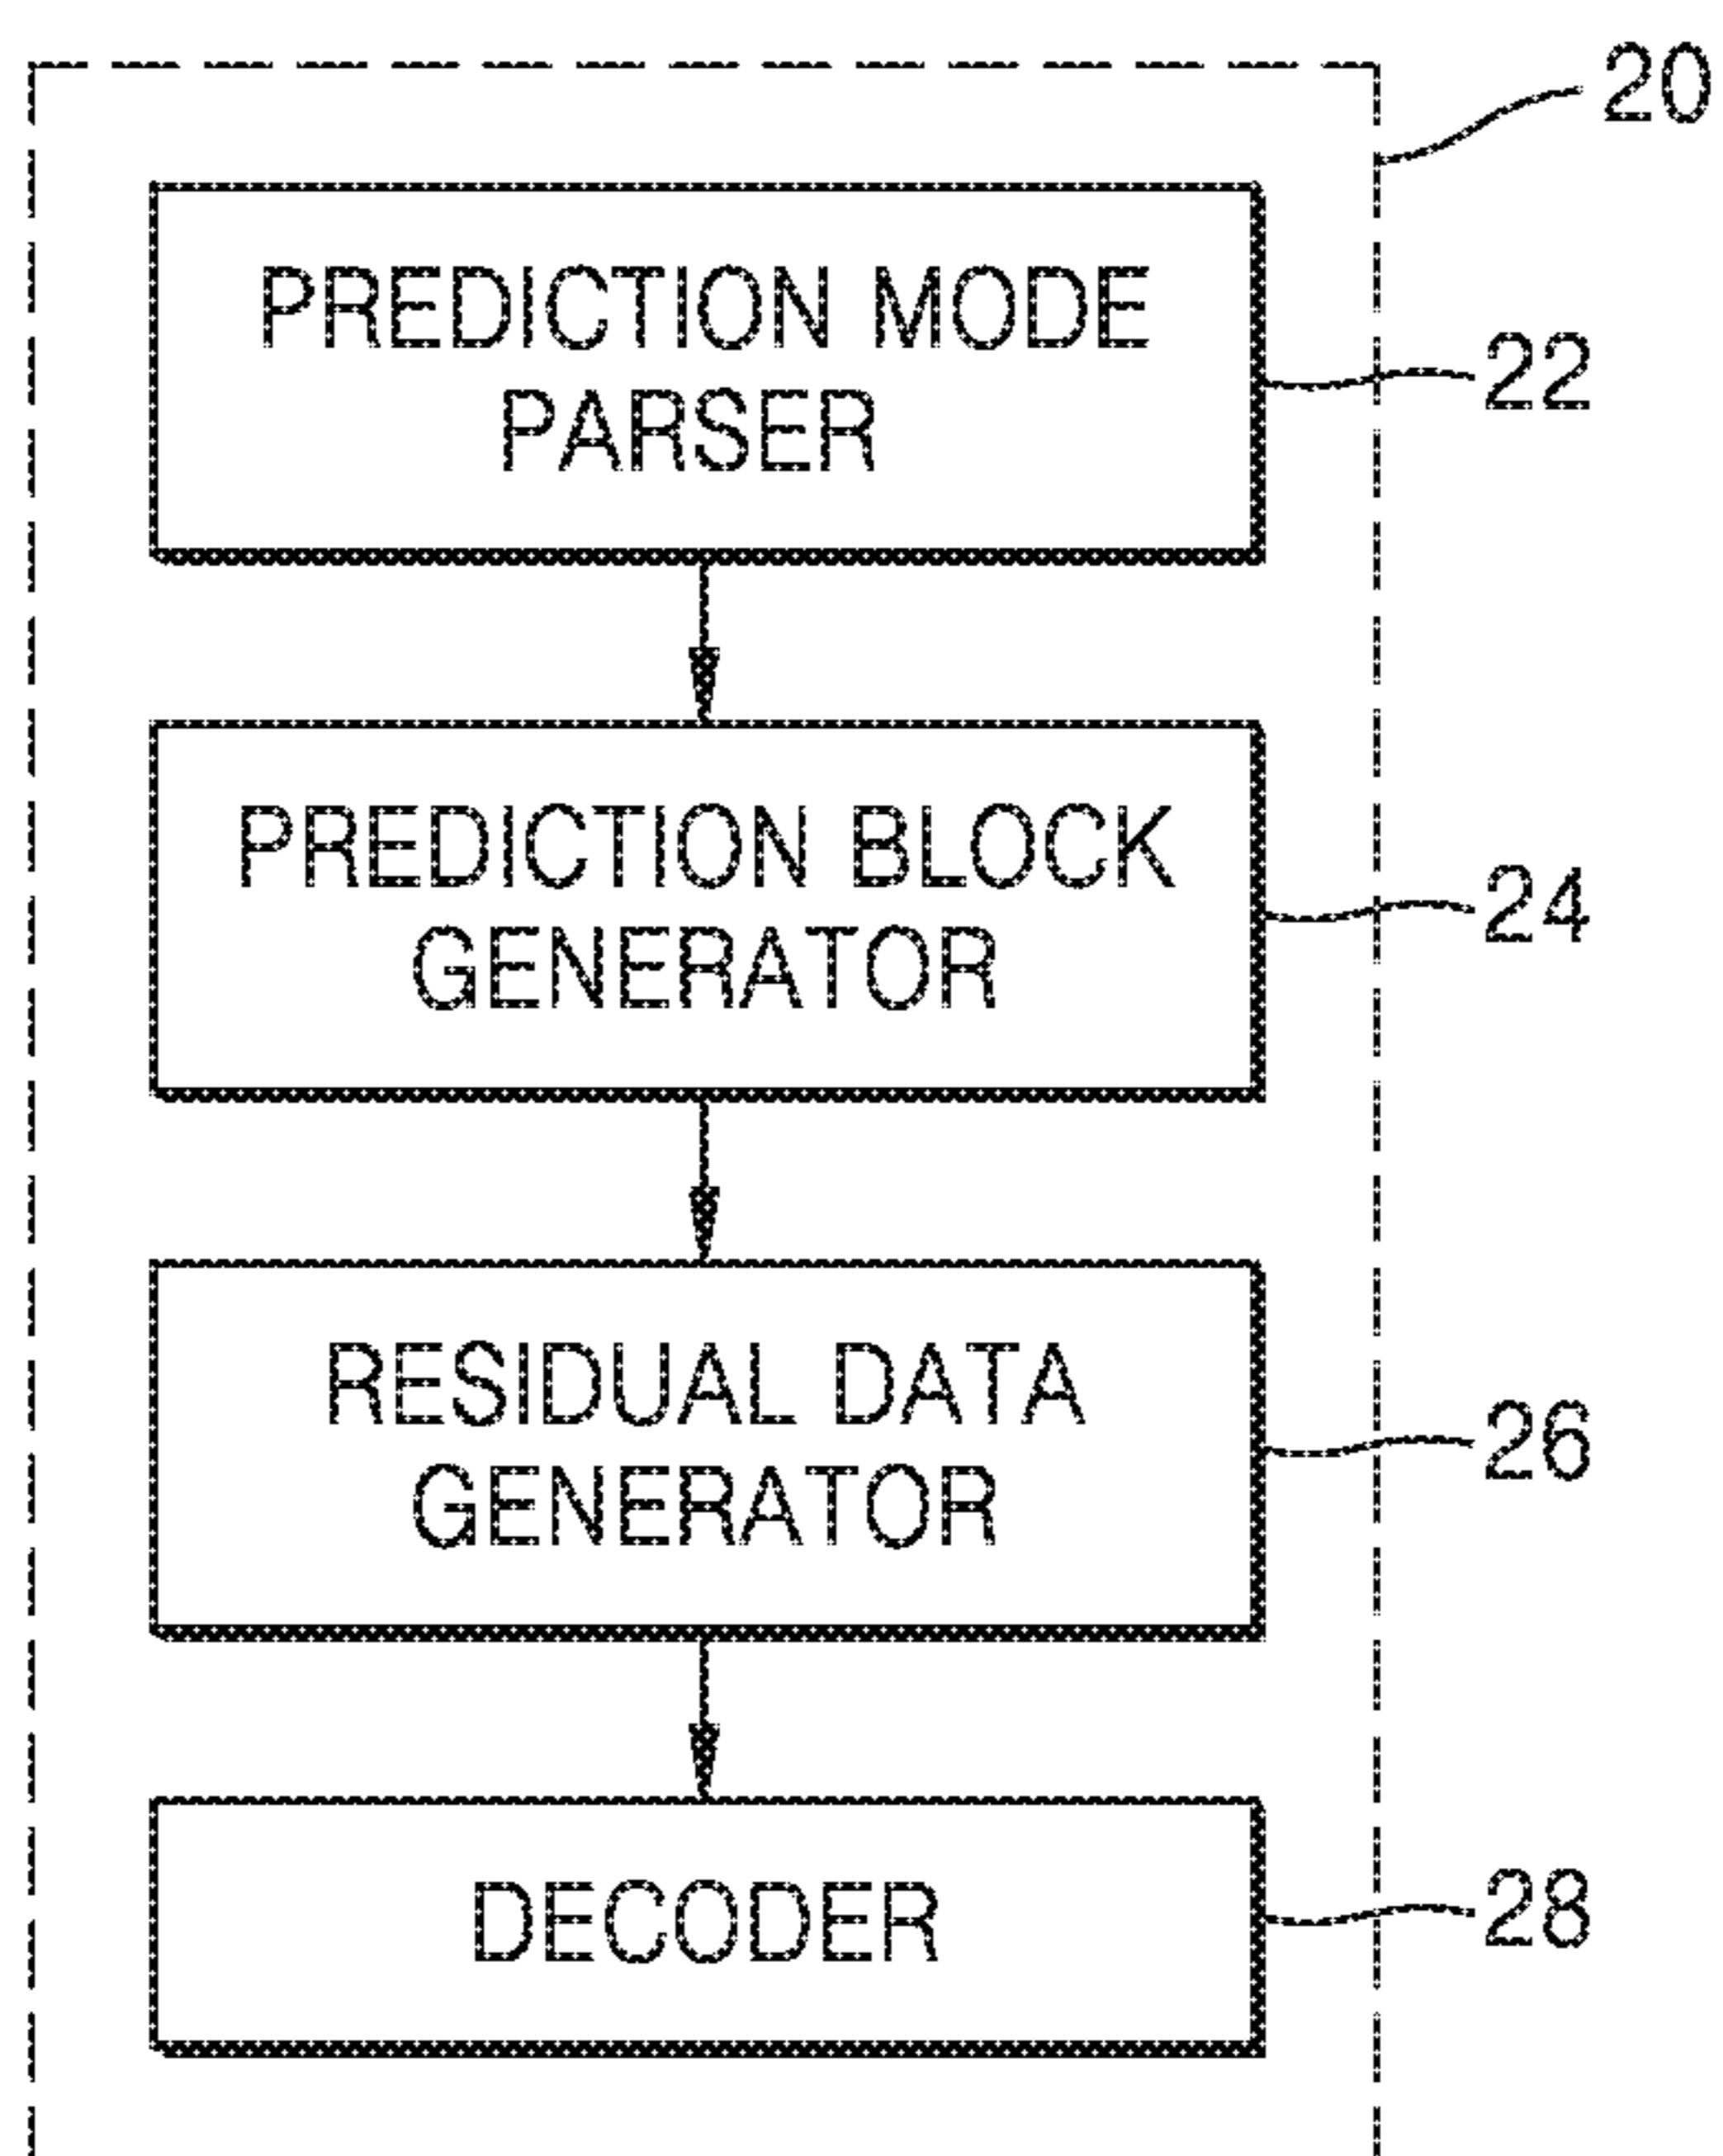 20
PREDICTION MODE
PARSER
22
PREDICTION BLOCK
GENERATOR
24
RESIDUAL DATA
GENERATOR
26
DECODER
28